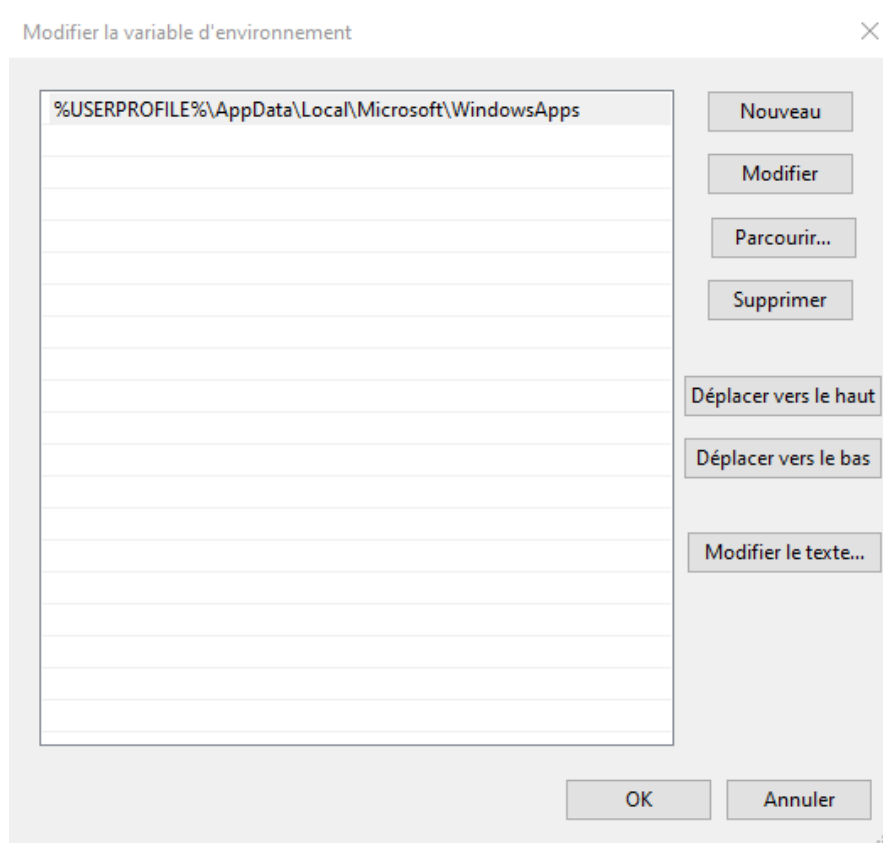 Modifier la variable d'environnement
%USERPROFILE%\AppData\Local\Microsoft\WindowsApps
Nouveau
Modifier
Parcourir...
Supprimer
Déplacer vers le haut
Déplacer vers le bas
Modifier le texte...
OK
Annuler